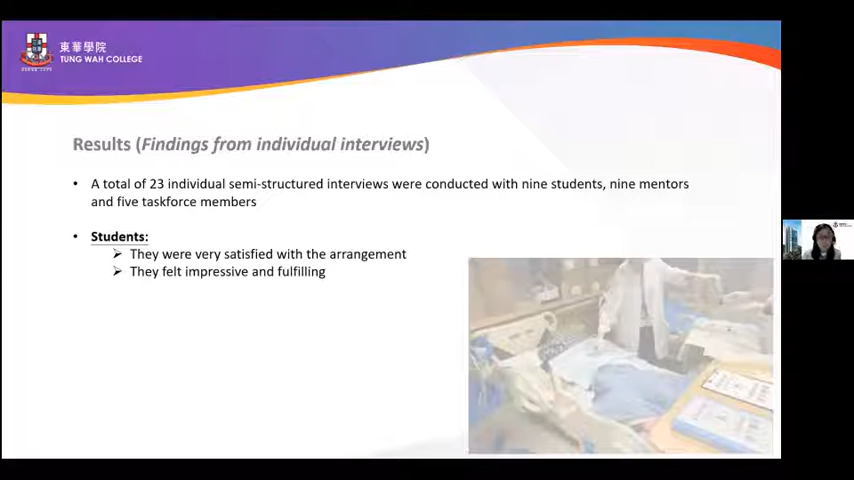 東華學院
TUNG WAH COLLEGE
Results (Findings from individual interviews)
• A total of 23 individual semi-structured interviews were conducted with nine students, nine mentors
and five taskforce members
• Students:
➢ They were very satisfied with the arrangement
➢ They felt impressive and fulfilling